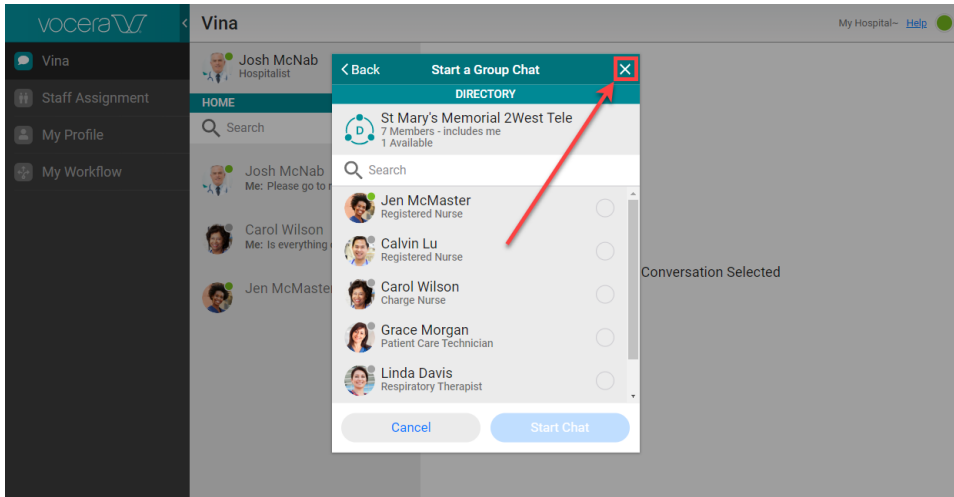 vocera
Vina
My Hospital– Help
Vina
Staff Assignment
My Profile
My Workflow
Josh McNab
Hospitalist
HOME
Search
Josh McNab
Me: Please go to
Carol Wilson
Me: Is everything
Jen McMaster
< Back
Start a Group Chat
DIRECTORY
D
St Mary's Memorial 2West Tele
7 Members - includes me
1 Available
Search
Jen McMaster
Registered Nurse
Calvin Lu
Registered Nurse
Carol Wilson
Charge Nurse
Grace Morgan
Patient Care Technician
Linda Davis
Respiratory Therapist
Cancel
Start Chat
Conversation Selected